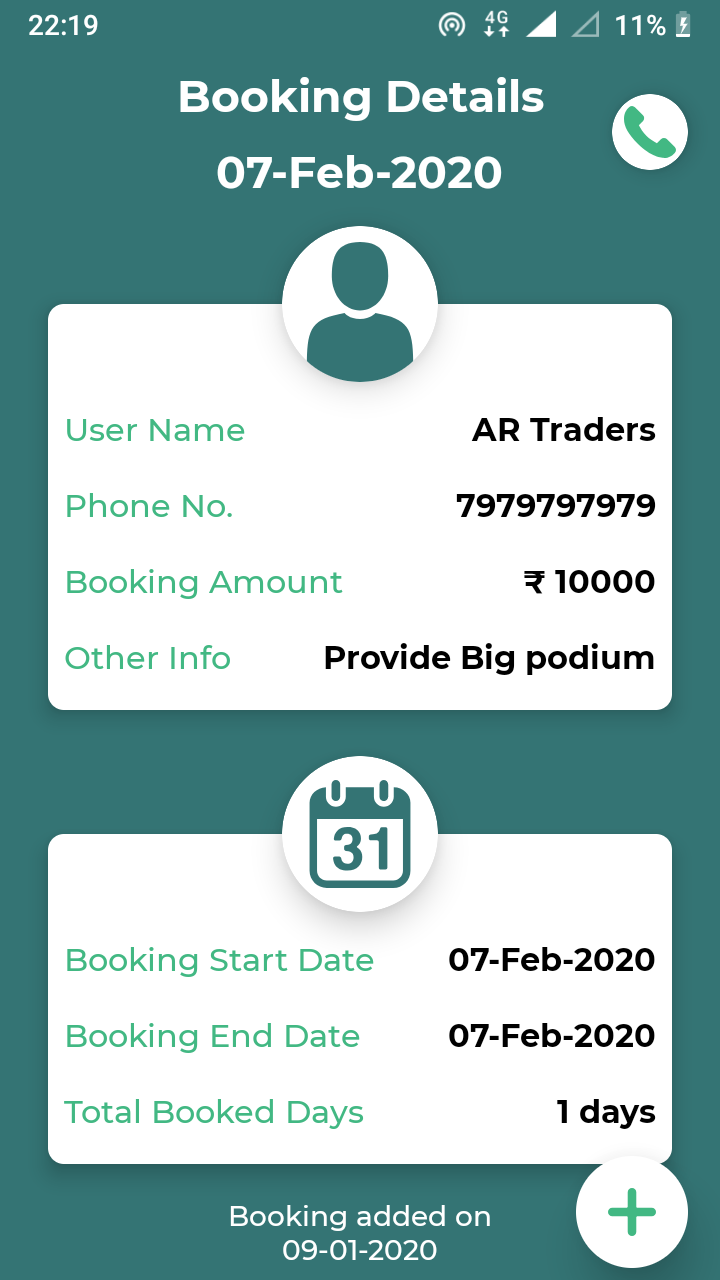 22:19
4G
11%
Booking Details
07-Feb-2020
User Name AR Traders
Phone No. 7979797979
Booking Amount ₹ 10000
Other Info Provide Big podium
31
Booking Start Date 07-Feb-2020
Booking End Date 07-Feb-2020
Total Booked Days 1 days
Booking added on
09-01-2020